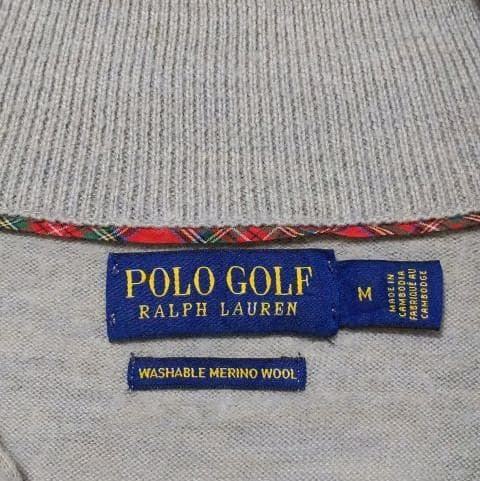 POLO GOLF
RALPH LAUREN
M
MADE IN
CAMBODIA
FABRIQUÉ AU
CAMBODGE
WASHABLE MERINO WOOL